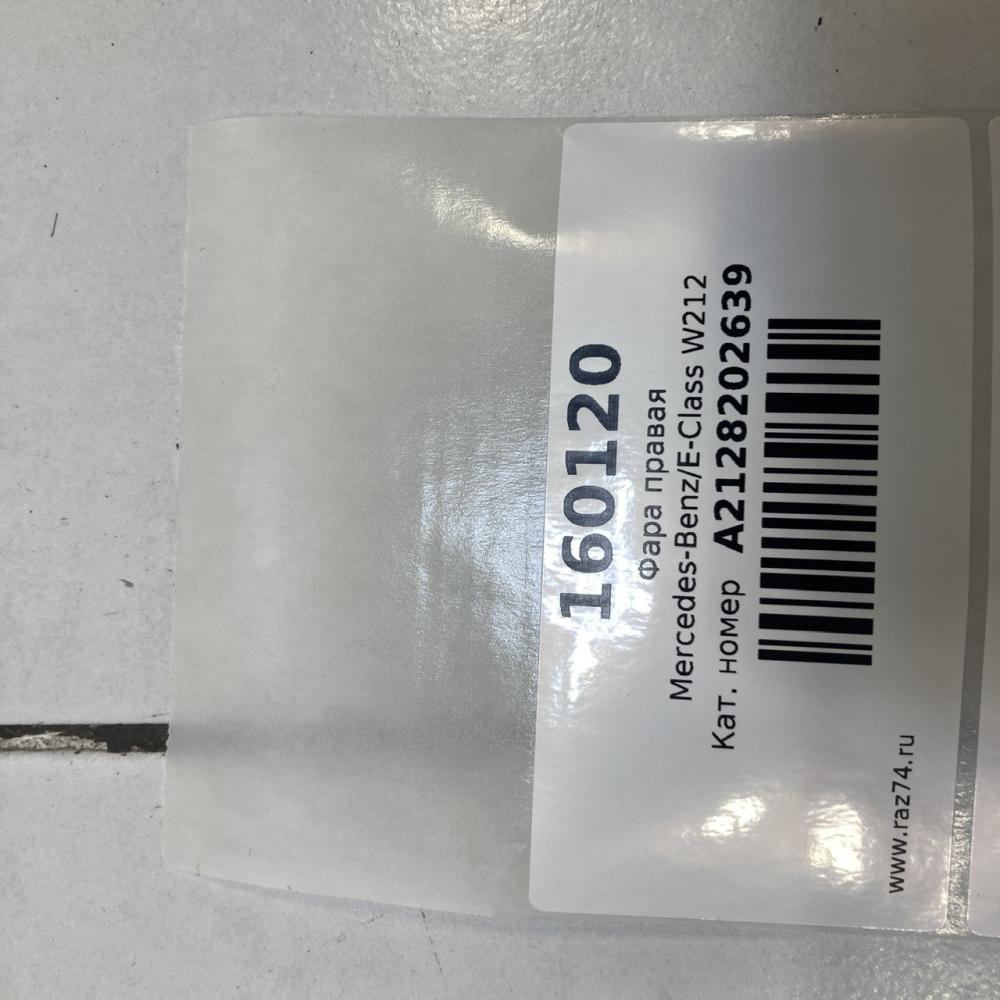 160120
Фара правая
Mercedes-Benz/E-Class W212
Кат. номер A2128202639
www.raz74.ru